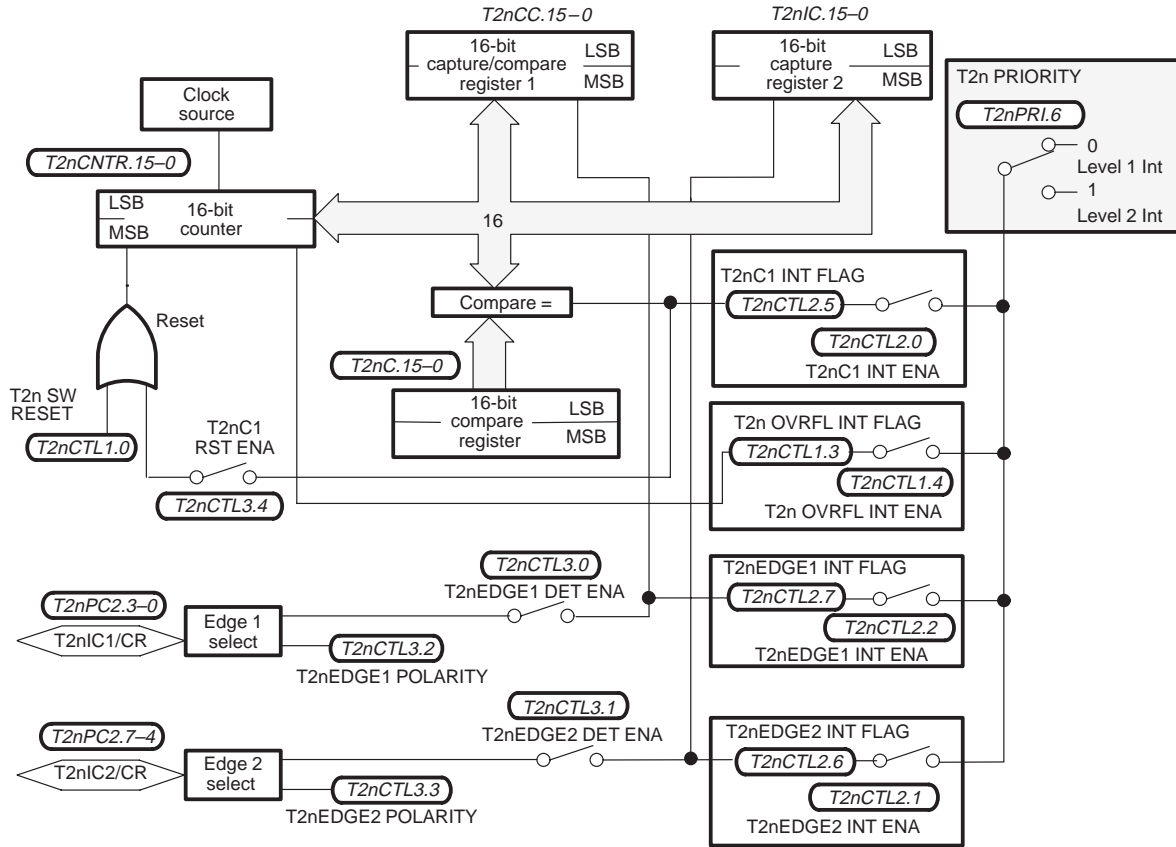 T2nCC.15–0
T2nIC.15–0
16-bit
capture/compare
register 1
LSB
MSB
16-bit
capture
register 2
LSB
MSB
T2n PRIORITY
T2nPRI.6
0
Level 1 Int
1
Level 2 Int
Clock
source
T2nCNTR.15–0
LSB
MSB
16-bit
counter
16
Compare =
T2nC1 INT FLAG
T2nCTL2.5
T2nCTL2.0
T2nC1 INT ENA
Reset
T2nC.15–0
16-bit
compare
register
LSB
MSB
T2n SW
RESET
T2nCTL1.0
T2nC1
RST ENA
T2nCTL3.4
T2n OVRFL INT FLAG
T2nCTL1.3
T2nCTL1.4
T2n OVRFL INT ENA
T2nCTL3.0
T2nEDGE1 DET ENA
T2nPC2.3–0
T2nIC1/CR
Edge 1
select
T2nCTL3.2
T2nEDGE1 POLARITY
T2nEDGE1 INT FLAG
T2nCTL2.7
T2nCTL2.2
T2nEDGE1 INT ENA
T2nCTL3.1
T2nEDGE2 DET ENA
T2nPC2.7–4
T2nIC2/CR
Edge 2
select
T2nCTL3.3
T2nEDGE2 POLARITY
T2nEDGE2 INT FLAG
T2nCTL2.6
T2nCTL2.1
T2nEDGE2 INT ENA